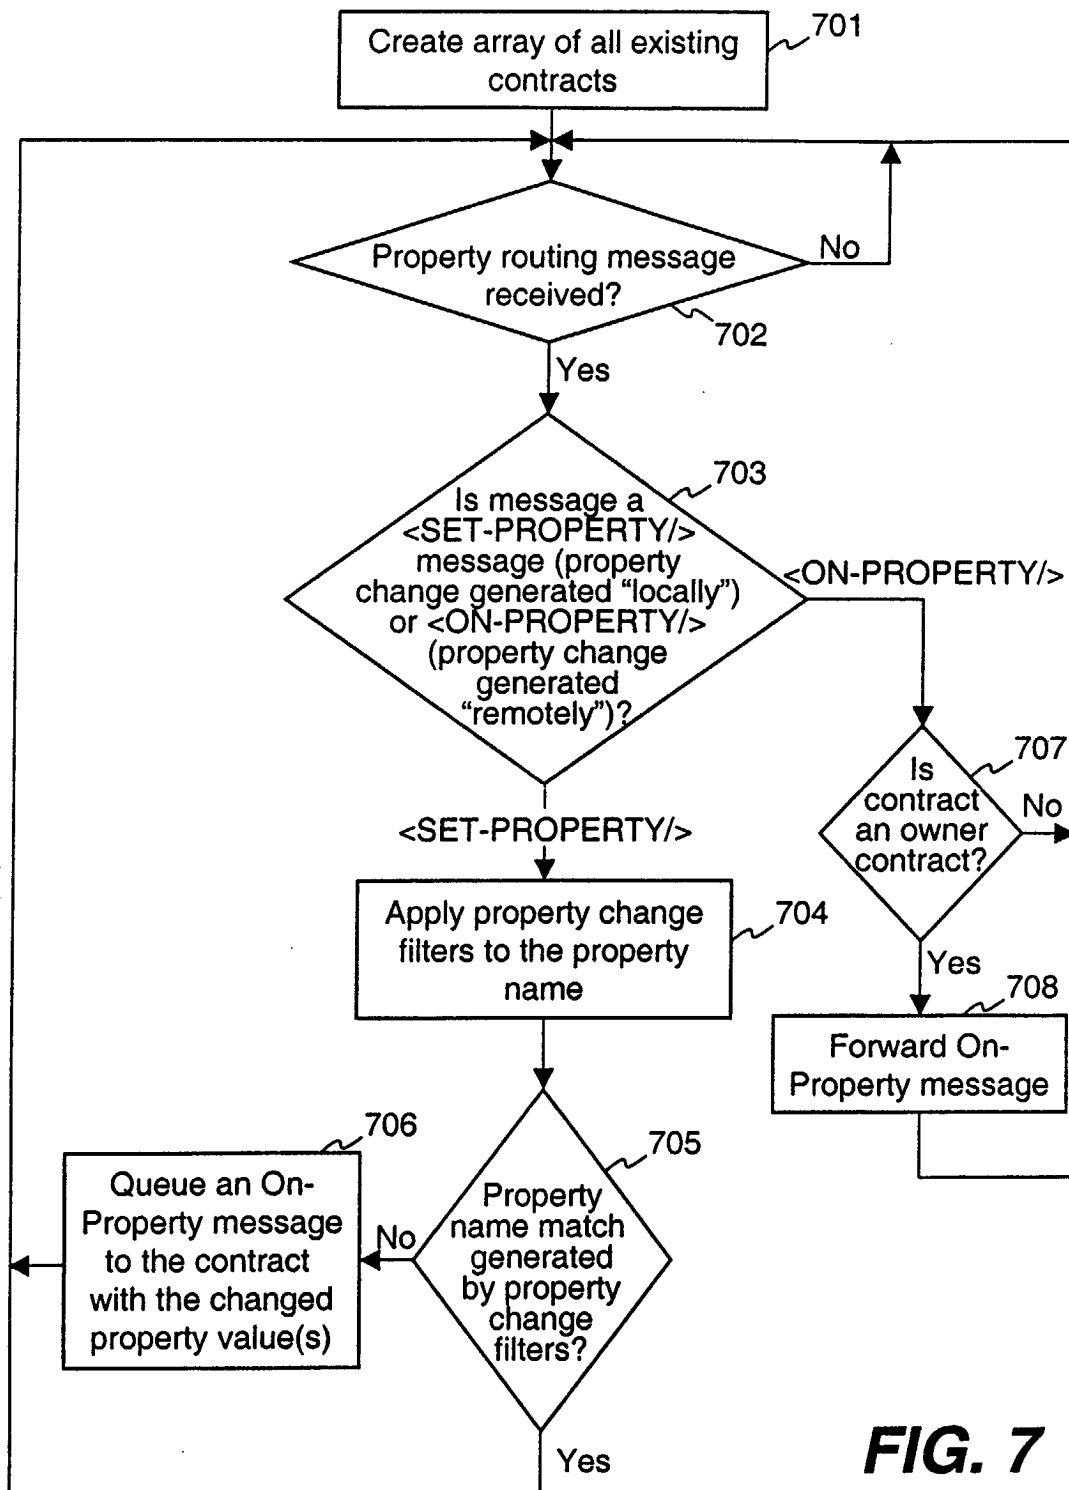 701
Create array of all existing
contracts
Property routing message
received?
No
702
Yes
703
Is message a
<SET-PROPERTY/>
message (property
change generated “locally”)
or <ON-PROPERTY/>
(property change
generated
“remotely”)?
<ON-PROPERTY/>
<SET-PROPERTY/>
707
Is
contract
an owner
contract?
No
Yes
704
Apply property change
filters to the property
name
708
Forward On-
Property message
706
Queue an On-
Property message
to the contract
with the changed
property value(s)
No
705
Property
name match
generated
by property
change
filters?
Yes
FIG. 7